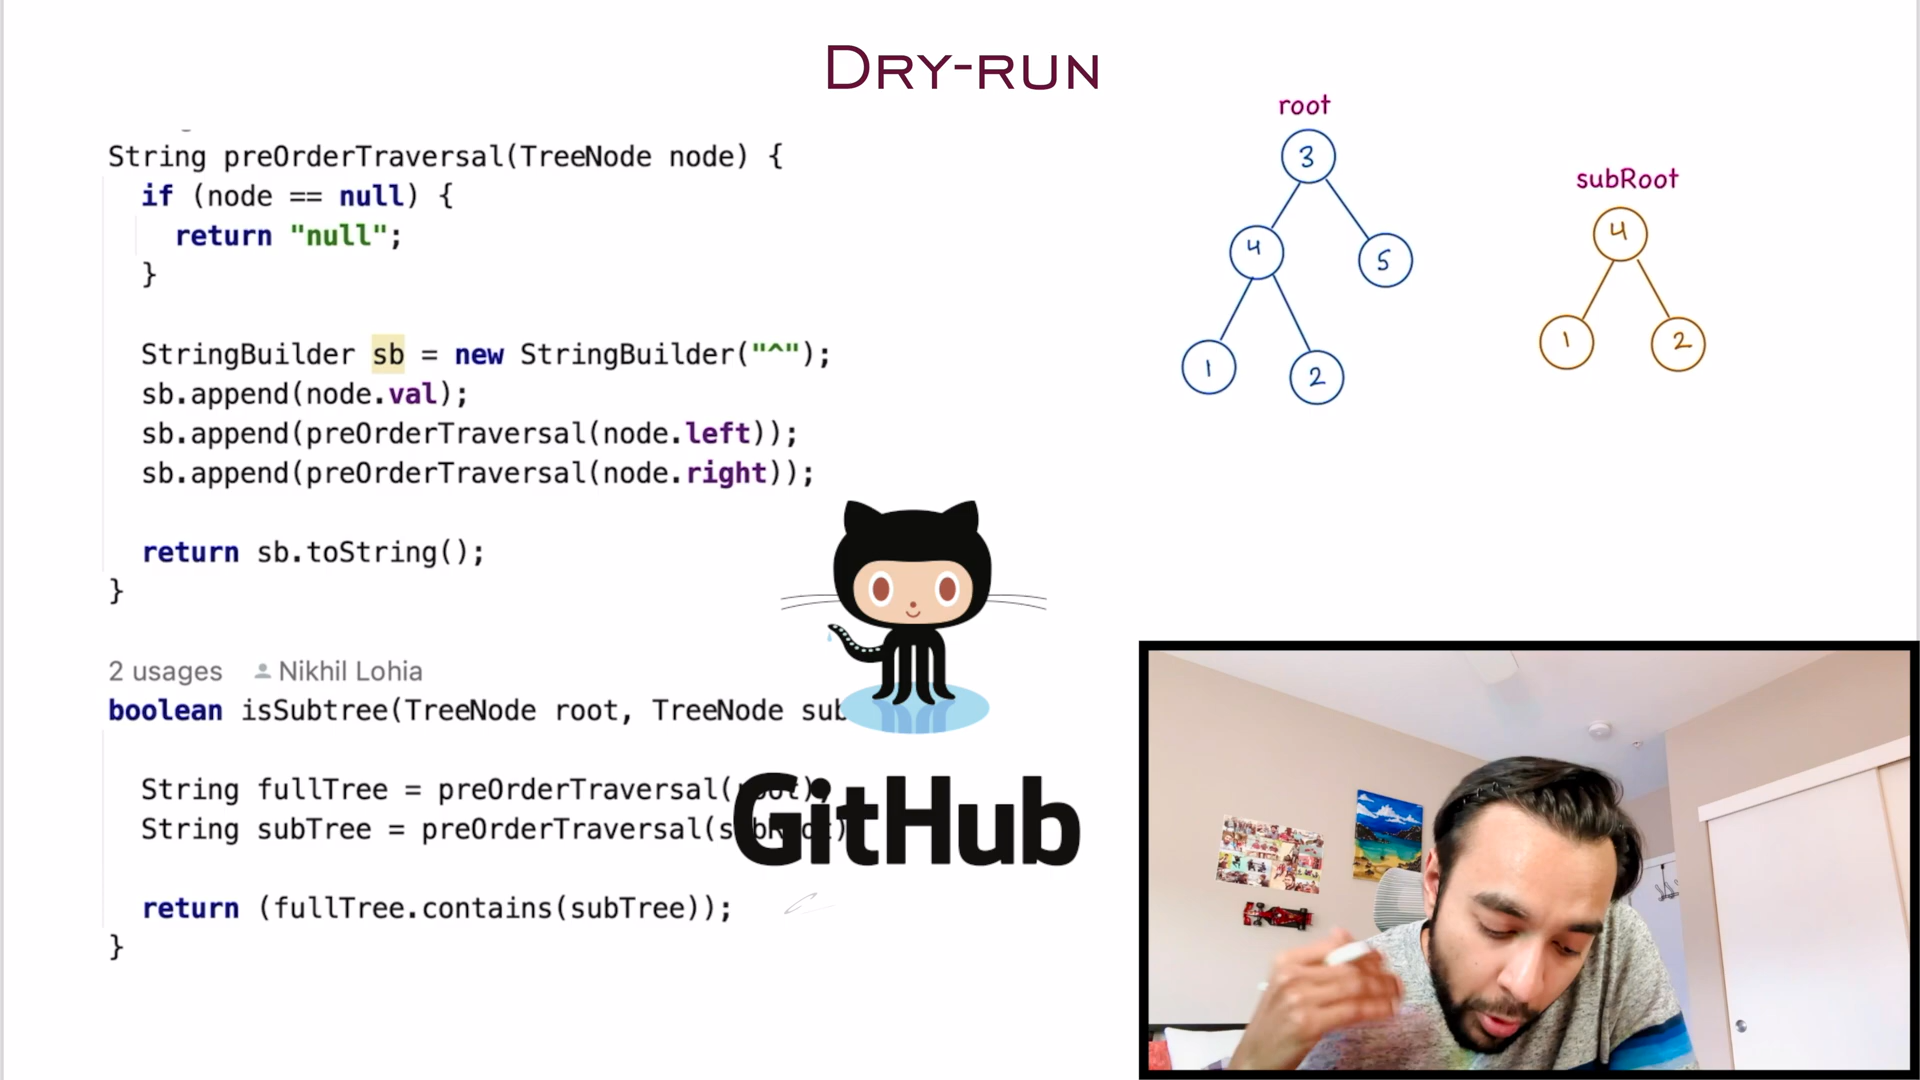 DRY-RUN
String preOrderTraversal(TreeNode node) {
if (node == null) {
return "null";
}
StringBuilder sb = new StringBuilder("^");
sb.append(node.val);
sb.append(preOrderTraversal(node.left));
sb.append(preOrderTraversal(node.right));
return sb.toString();
}
2 usages Nikhil Lohia
boolean isSubtree(TreeNode root, TreeNode sub
String fullTree = preOrderTraversal(
String subTree = preOrderTraversal(
return (fullTree.contains(subTree));
}
GitHub
root
3
4
5
1
2
subRoot
4
1
2